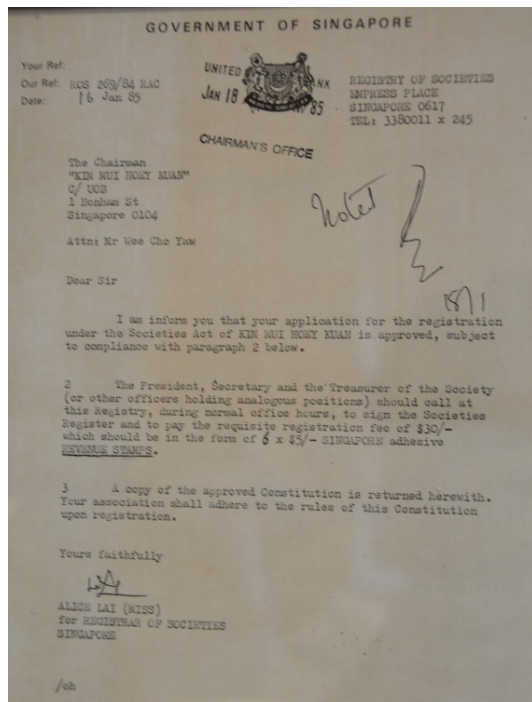 GOVERNMENT OF SINGAPORE
Your Ref:
Our Ref: ROS 269/84 RAC
Date: 16 Jan 85
UNITED NK
JAN 18 85
CHAIRMAN'S OFFICE
REGISTRY OF SOCIETIES
EMPRESS PLACE
SINGAPORE 0617
TEL: 3380011 x 245
The Chairman
"KIM MUI HOEY KUAN"
C/ UOB
1 Bonham St
Singapore 0104
Attn: Mr Wee Cho Yaw
Noted
18/1
Dear Sir
I am inform you that your application for the registration
under the Societies Act of KIM MUI HOEY KUAN is approved, subject
to compliance with paragraph 2 below.
2 The President, Secretary and the Treasurer of the Society
(or other officers holding analogous positions) should call at
this Registry, during normal office hours, to sign the Societies
Register and to pay the requisite registration fee of $30/-
which should be in the form of 6 x $5/- SINGAPORE adhesive
REVENUE STAMPS.
3 A copy of the approved Constitution is returned herewith.
Your association shall adhere to the rules of this Constitution
upon registration.
Yours faithfully
ALICE LAI (MISS)
for REGISTRAR OF SOCIETIES
SINGAPORE
/oh